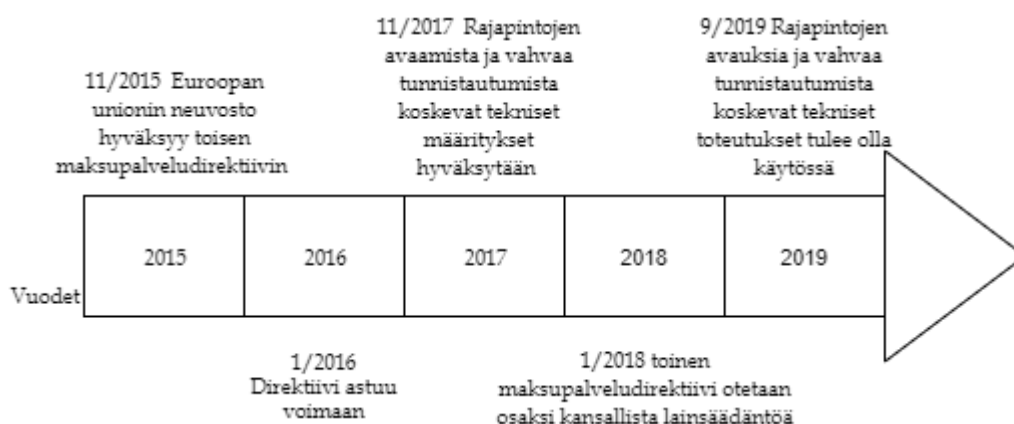 11/2015 Euroopan
unionin neuvosto
hyväksyy toisen
maksupalveludirektiivin
11/2017 Rajapintojen
avaamista ja vahvaa
tunnistautumista
koskevat tekniset
määritykset
hyväksytään
9/2019 Rajapintojen
avauksia ja vahvaa
tunnistautumista
koskevat tekniset
toteutukset tulee olla
käytössä
Vuodet
2015
2016
2017
2018
2019
1/2016
Direktiivi astuu
voimaan
1/2018 toinen
maksupalveludirektiivi otetaan
osaksi kansallista lainsäädäntöä